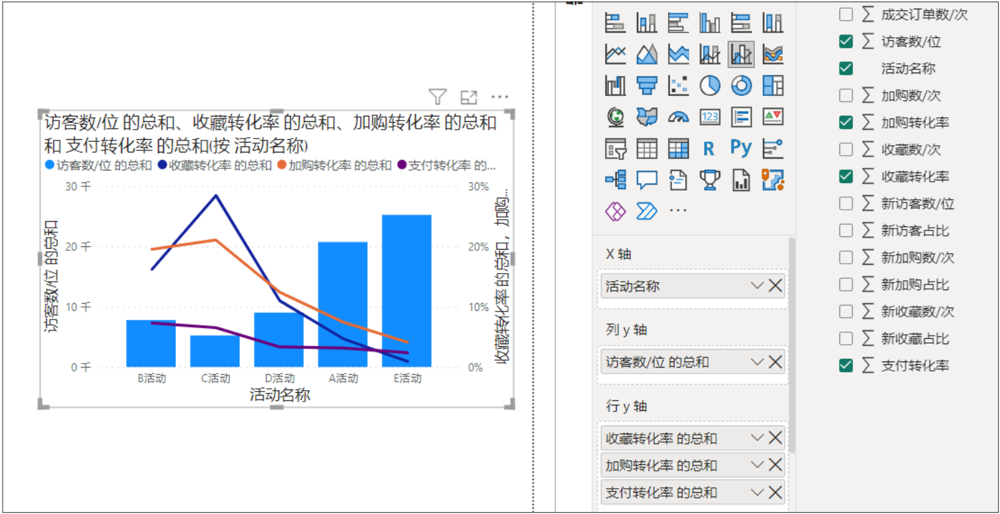 访客数/位 的总和、收藏转化率 的总和、加购转化率 的总和
和 支付转化率 的总和(按 活动名称)
访客数/位 的总和 收藏转化率 的总和 加购转化率 的总和 支付转化率 的...
30 千
20 千
10 千
0 千
访客数/位 的总和
30%
20%
10%
0%
收藏转化率 的总和，加购...
B活动 C活动 D活动 A活动 E活动
活动名称
123
R
Py
X 轴
活动名称
列 y 轴
访客数/位 的总和
行 y 轴
收藏转化率 的总和
加购转化率 的总和
支付转化率 的总和
成交订单数/次
访客数/位
活动名称
加购数/次
加购转化率
收藏数/次
收藏转化率
新访客数/位
新访客占比
新加购数/次
新加购占比
新收藏数/次
新收藏占比
支付转化率